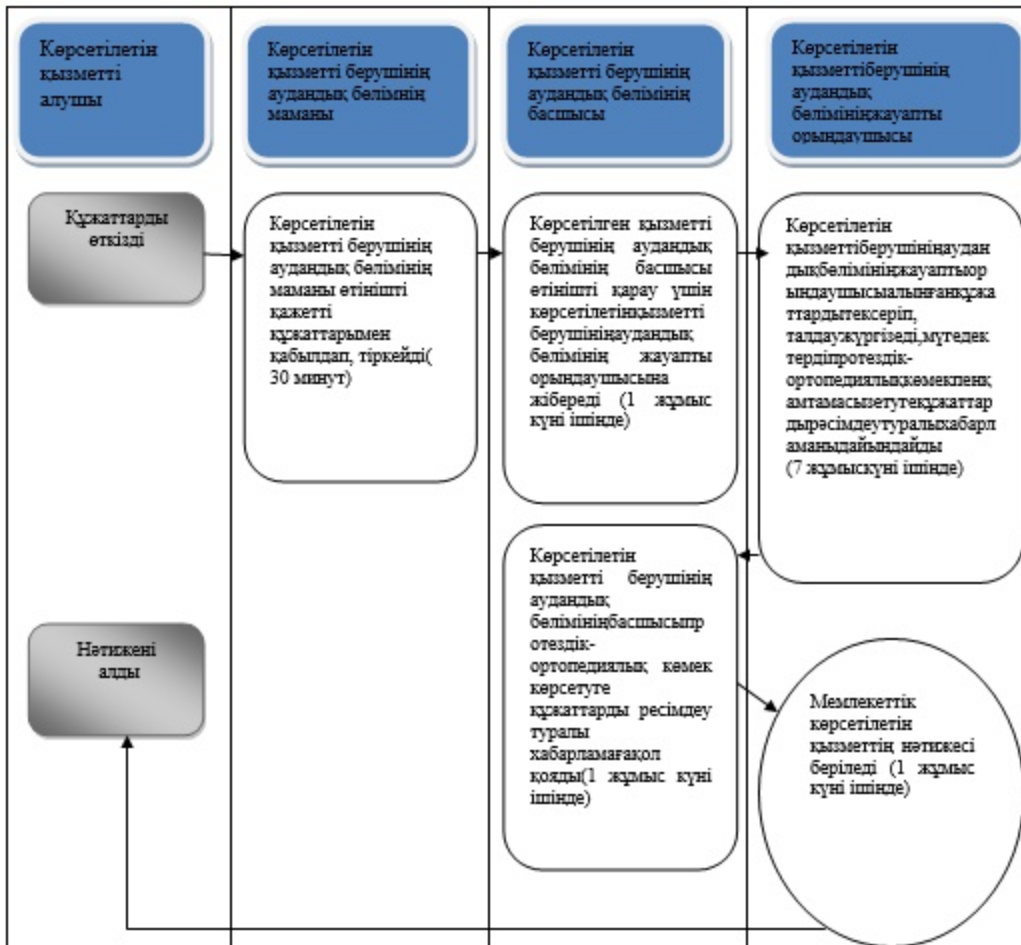 Көрсетілетін
қызметті
алушы
Көрсетілетін
қызметті берушінің
аудандық бөлімнің
маманы
Көрсетілетін
қызметті берушінің
аудандық бөлімінің
басшысы
Көрсетілетін
қызметтіберушінің
аудандық
бөлімініңжауапты
орындаушысы
Құжаттарды
өткізді
Көрсетілетін
қызметті берушінің
аудандық бөлімінің
маманы өтінішті
қажетті
құжаттарымен
қабылдап, тіркейді(
30 минут)
Көрсетілген қызметті
берушінің аудандық
бөлімінің басшысы
өтінішті қарау үшін
көрсетілетінқызметті
берушініңаудандық
бөлімінің жауапты
орындаушысына
жібереді (1 жұмыс
күні ішінде)
Көрсетілетін
қызметтіберушініңаудан
дықбөлімініңжауаптыор
ындаушысыалынғанқұжа
ттардытексеріп,
талдаужүргізеді,мүгедек
тердіпротездік-
ортопедиялықкөмекпенқ
амтамасызетугеқұжаттар
дырәсімдеутуралыхабарл
аманыдайындайды
(7 жұмыскүні ішінде)
Көрсетілетін
қызметті берушінің
аудандық
бөлімініңбасшысыпр
отездік-
ортопедиялық көмек
көрсетуге
құжаттарды ресімдеу
туралы
хабарламағақол
қояды(1 жұмыс күні
ішінде)
Нәтижені
алды
Мемлекеттік
көрсетілетін
қызметтің нәтижесі
беріледі (1 жұмыс
күні ішінде)